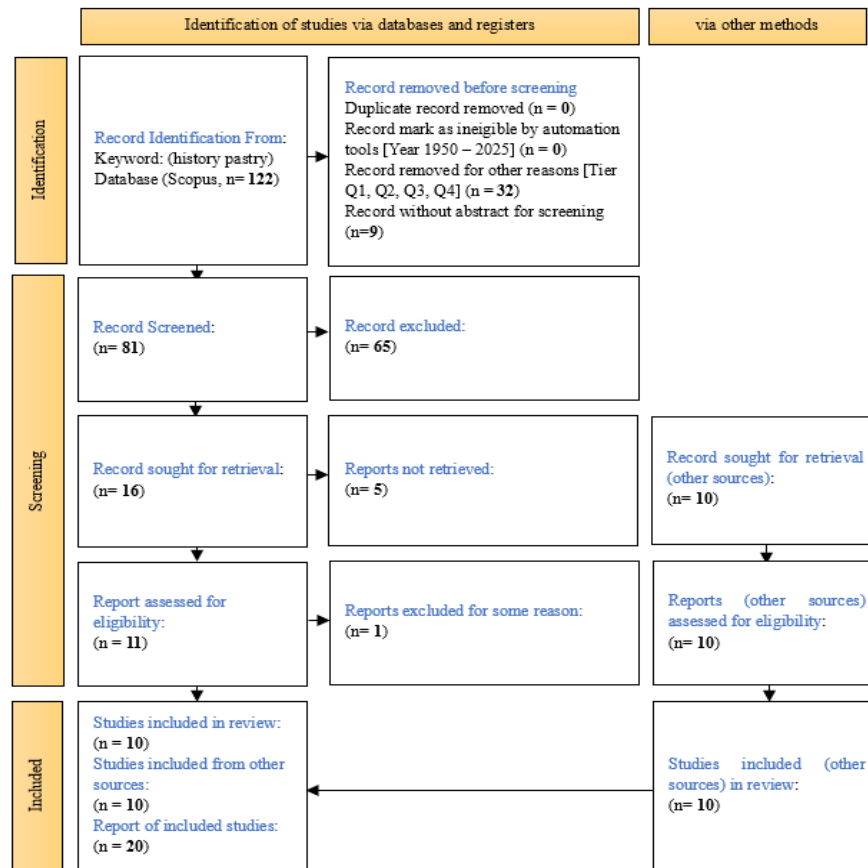 Identification of studies via databases and registers
via other methods
Identification
Record Identification From:
Keyword: (history pastry)
Database (Scopus, n= 122)
Record removed before screening
Duplicate record removed (n = 0)
Record mark as ineigible by automation
tools [Year 1950 – 2025] (n = 0)
Record removed for other reasons [Tier
Q1, Q2, Q3, Q4] (n = 32)
Record without abstract for screening
(n=9)
Screening
Record Screened:
(n= 81)
Record excluded:
(n= 65)
Record sought for retrieval:
(n= 16)
Reports not retrieved:
(n= 5)
Record sought for retrieval
(other sources):
(n= 10)
Report assessed for
eligibility:
(n = 11)
Reports excluded for some reason:
(n= 1)
Reports (other sources)
assessed for eligibility:
(n= 10)
Included
Studies included in review:
(n = 10)
Studies included from other
sources:
(n = 10)
Report of included studies:
(n = 20)
Studies included (other
sources) in review:
(n= 10)